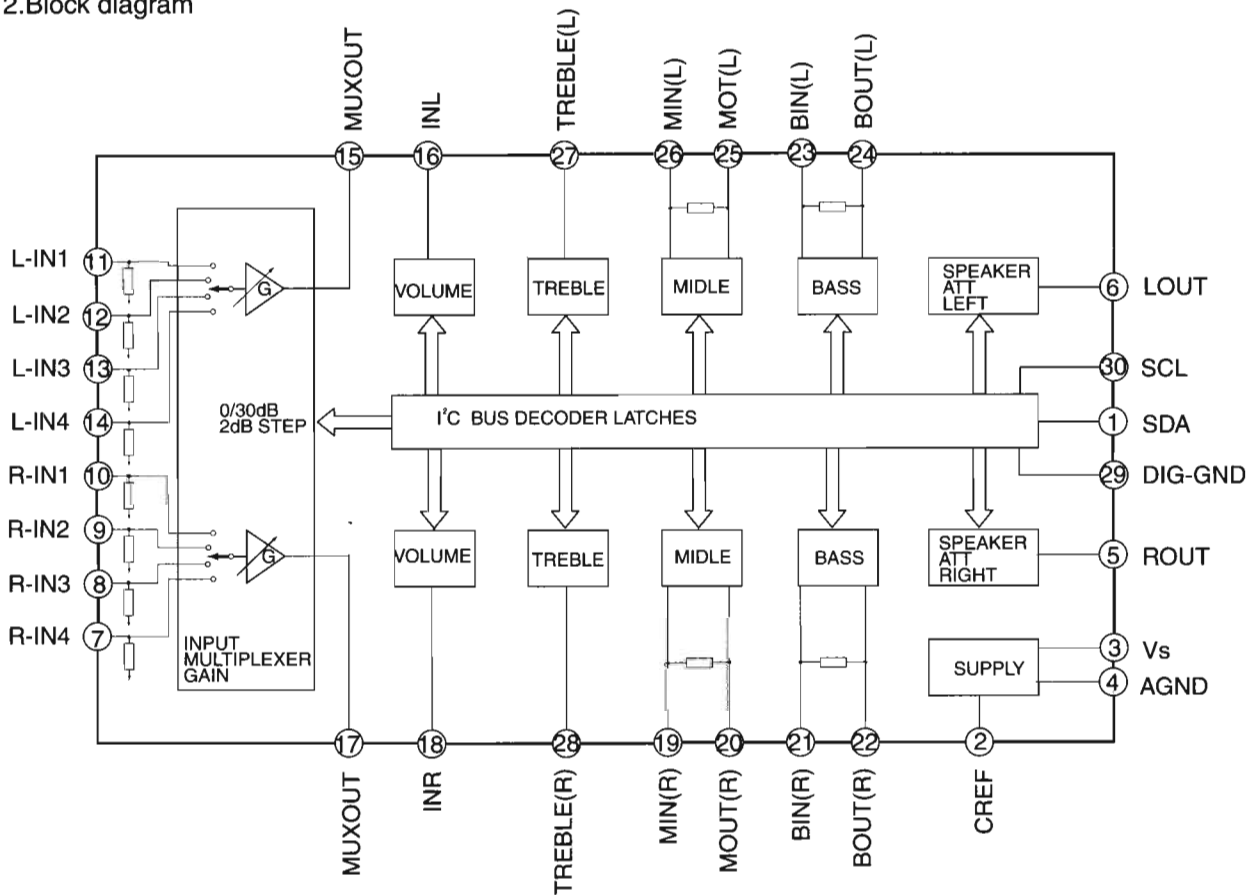 2.Block diagram
MUXOUT
INL
TREBLE(L)
MIN(L)
MOT(L)
BIN(L)
BOUT(L)
15
16
27
26
25
23
24
L-IN1
11
L-IN2
12
L-IN3
13
L-IN4
14
R-IN1
10
R-IN2
9
R-IN3
8
R-IN4
7
G
0/30dB
2dB STEP
G
INPUT
MULTIPLEXER
GAIN
VOLUME
TREBLE
MIDLE
BASS
SPEAKER
ATT
LEFT
6
LOUT
30
SCL
I²C BUS DECODER LATCHES
1
SDA
29
DIG-GND
VOLUME
TREBLE
MIDLE
BASS
SPEAKER
ATT
RIGHT
5
ROUT
SUPPLY
3
Vs
4
AGND
17
18
28
19
20
21
22
2
MUXOUT
INR
TREBLE(R)
MIN(R)
MOUT(R)
BIN(R)
BOUT(R)
CREF